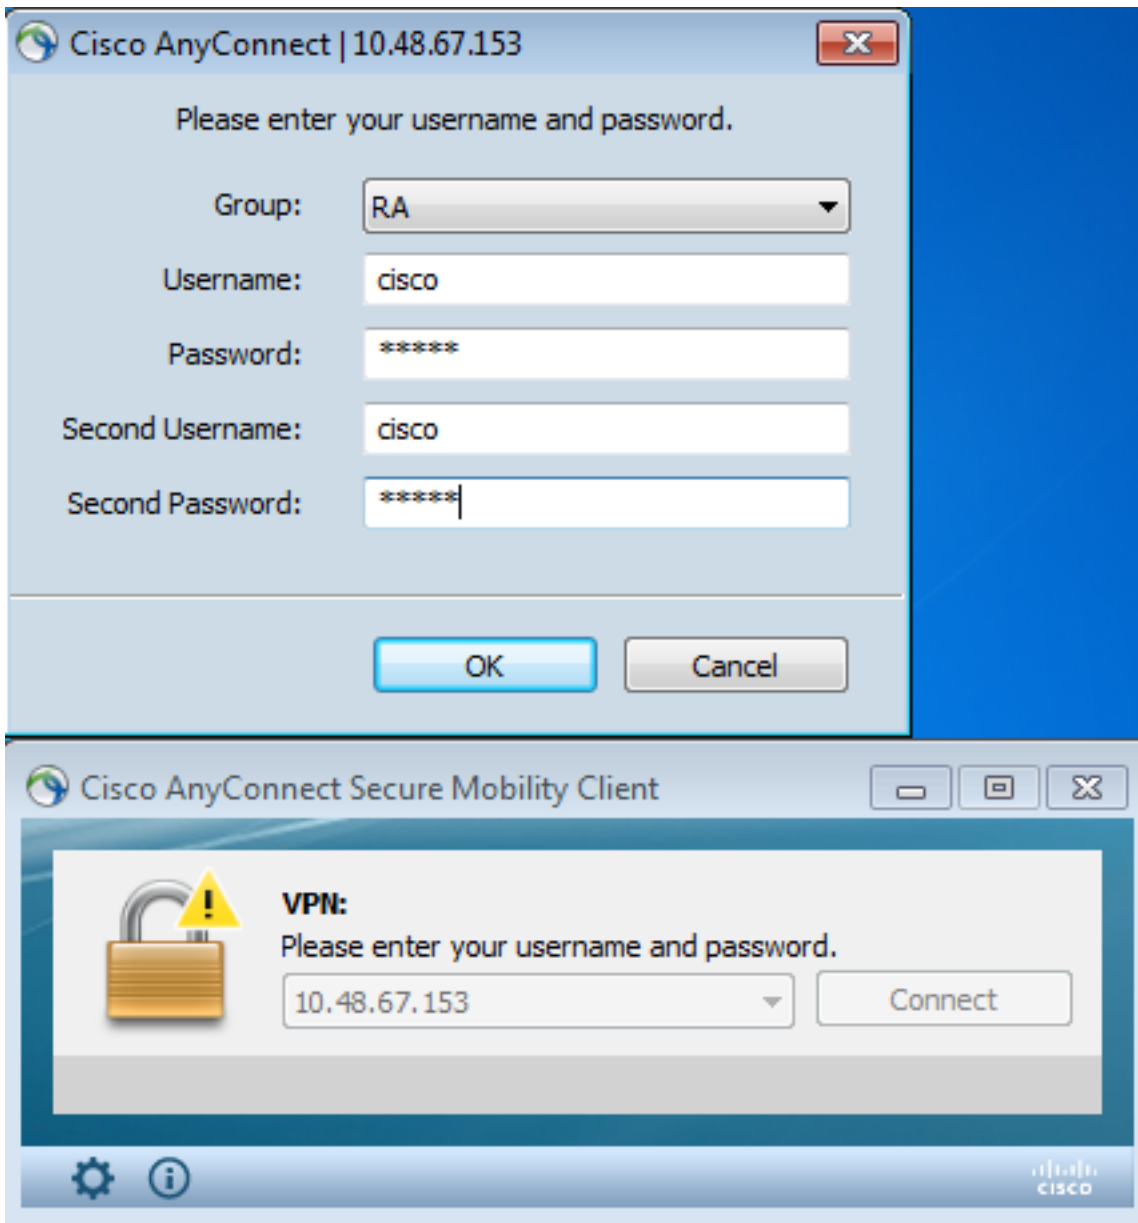 Cisco AnyConnect | 10.48.67.153
Please enter your username and password.
Group: RA
Username: cisco
Password: *****
Second Username: cisco
Second Password: *****
OK Cancel
Cisco AnyConnect Secure Mobility Client
VPN:
Please enter your username and password.
10.48.67.153 Connect
CISCO